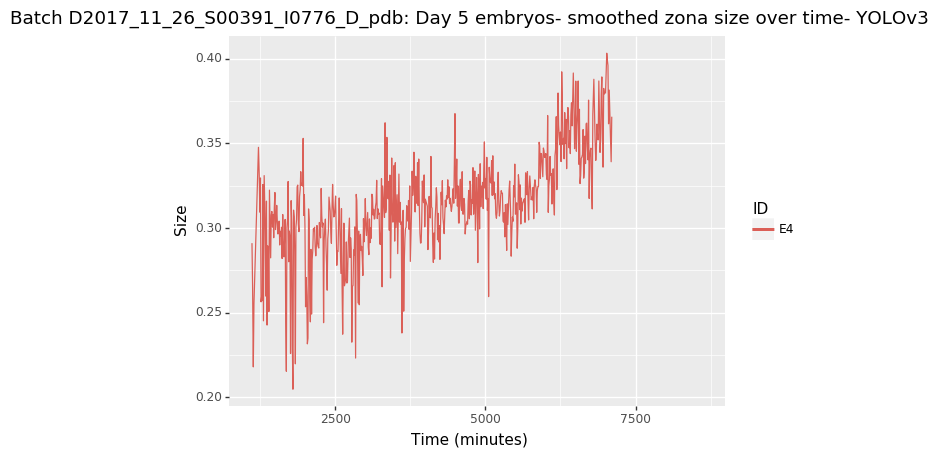 Batch D2017_11_26_S00391_I0776_D_pdb: Day 5 embryos- smoothed zona size over time- YOLOv3
0.40
0.35
0.30
0.25
0.20
Size
2500 5000 7500
Time (minutes)
ID
E4